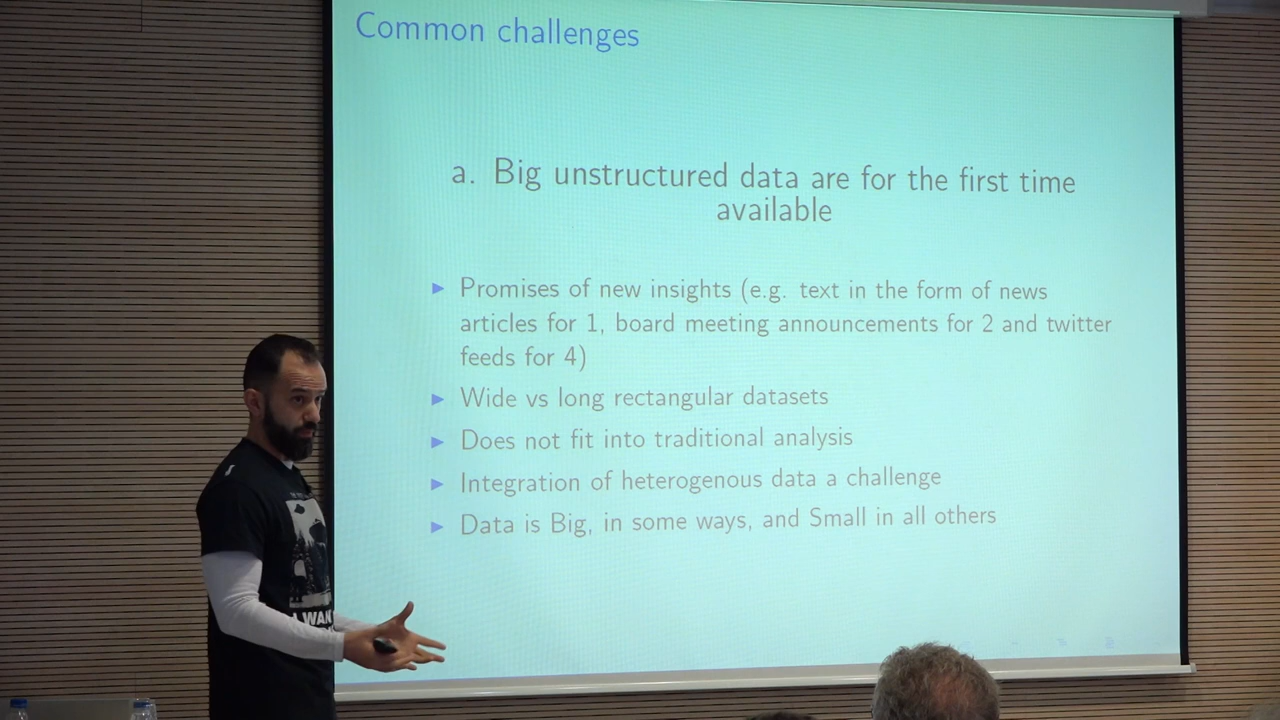 Common challenges
a. Big unstructured data are for the first time
available
▶ Promises of new insights (e.g. text in the form of news
articles for 1, board meeting announcements for 2 and twitter
feeds for 4)
▶ Wide vs long rectangular datasets
▶ Does not fit into traditional analysis
▶ Integration of heterogenous data a challenge
▶ Data is Big, in some ways, and Small in all others
I WAN